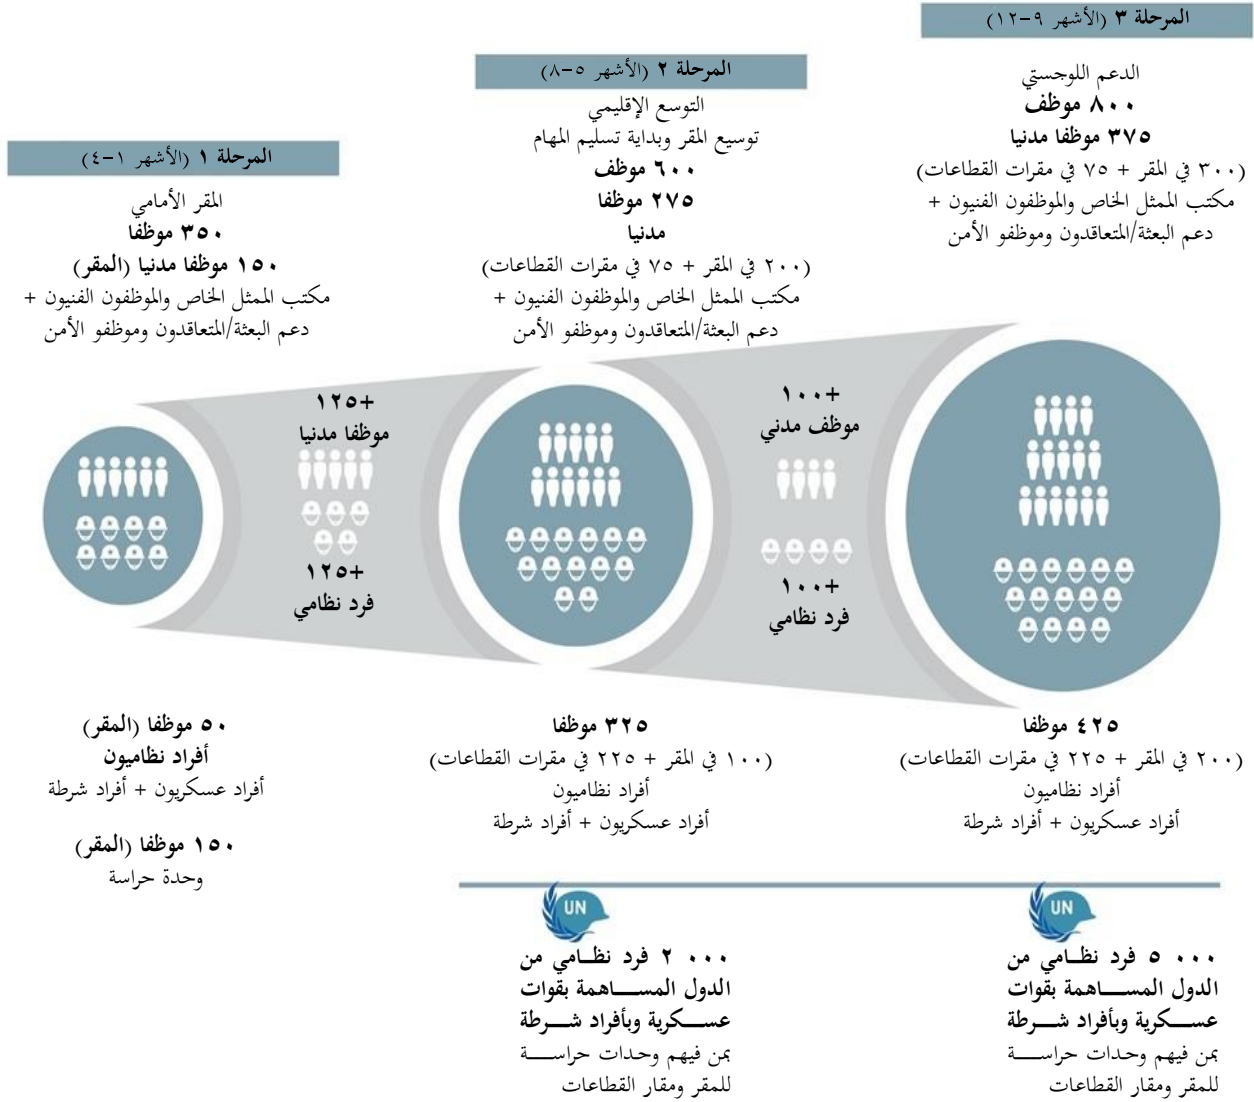 المرحلة ١ (الأشهر ١-٤)
المقر الأمامي
٣٥٠ موظفا
١٥٠ موظفا مدنيا (المقر)
مكتب الممثل الخاص والموظفون الفنيون +
دعم البعثة/المتعاقدون وموظفو الأمن
المرحلة ٢ (الأشهر ٥-٨)
التوسع الإقليمي
توسيع المقر وبداية تسليم المهام
٦٠٠ موظف
٢٧٥ موظفا
مدنيا
(٢٠٠ في المقر + ٧٥ في مقرات القطاعات)
مكتب الممثل الخاص والموظفون الفنيون +
دعم البعثة/المتعاقدون وموظفو الأمن
المرحلة ٣ (الأشهر ٩-١٢)
الدعم اللوجستي
٨٠٠ موظف
٣٧٥ موظفا مدنيا
(٣٠٠ في المقر + ٧٥ في مقرات القطاعات)
مكتب الممثل الخاص والموظفون الفنيون +
دعم البعثة/المتعاقدون وموظفو الأمن
+١٢٥
موظفا مدنيا
+١٢٥
فرد نظامي
+١٠٠
موظف مدني
+١٠٠
فرد نظامي
٥٠ موظفا (المقر)
أفراد نظاميون
أفراد عسكريون + أفراد شرطة
١٥٠ موظفا (المقر)
وحدة حراسة
٣٢٥ موظفا
(١٠٠ في المقر + ٢٢٥ في مقرات القطاعات)
أفراد نظاميون
أفراد عسكريون + أفراد شرطة
٤٢٥ موظفا
(٢٠٠ في المقر + ٢٢٥ في مقرات القطاعات)
أفراد نظاميون
أفراد عسكريون + أفراد شرطة
UN
٢ ٠٠٠ فرد نظامي من
الدول المساهمة بقوات
عسكرية وبأفراد شرطة
بمن فيهم وحدات حراسة
للمقر ومقار القطاعات
UN
٥ ٠٠٠ فرد نظامي من
الدول المساهمة بقوات
عسكرية وبأفراد شرطة
بمن فيهم وحدات حراسة
للمقر ومقار القطاعات